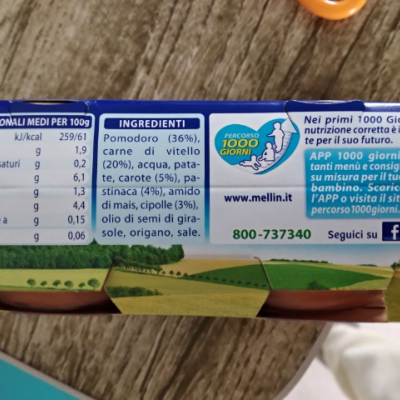 ONALI MEDI PER 100g
kJ/kcal 259/61
g 1,9
saturi g 0,2
g 6,1
g 1,3
g 4,4
e a g 0,15
g 0,06
INGREDIENTI
Pomodoro (36%),
carne di vitello
(20%), acqua, pata-
te, carote (5%), pa-
stinaca (4%), amido
di mais, cipolle (3%),
olio di semi di gira-
sole, origano, sale.
PERCORSO
1000
GIORNI
www.mellin.it
800-737340
Nei primi 1000 Gio
nutrizione corretta è i
te per il suo futuro.
APP 1000 giorni
tanti menù e consig
su misura per il tu
bambino. Scaric
l'APP o visita il sit
percorso1000giorni.
Seguici su f